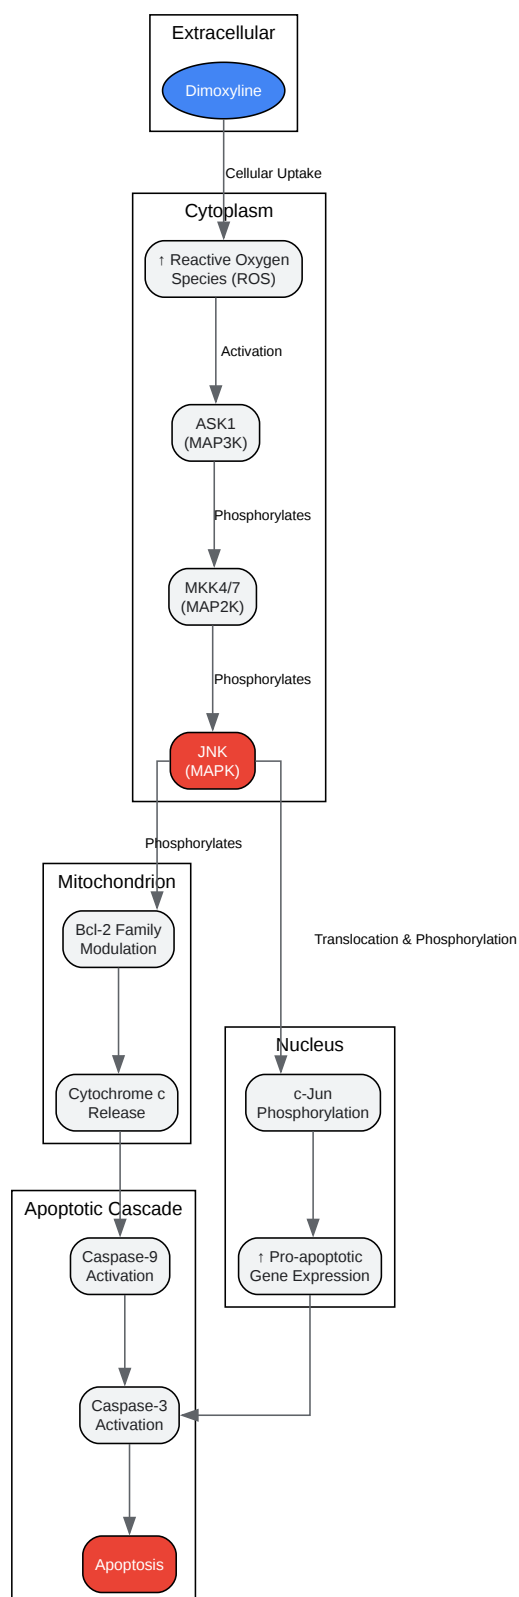 Extracellular
Dimoxyline
Cellular Uptake
Cytoplasm
↑ Reactive Oxygen
Species (ROS)
Activation
ASK1
(MAP3K)
Phosphorylates
MKK4/7
(MAP2K)
Phosphorylates
JNK
(MAPK)
Phosphorylates
Mitochondrion
Bcl-2 Family
Modulation
Translocation & Phosphorylation
Nucleus
Cytochrome c
Release
c-Jun
Phosphorylation
Apoptotic Cascade
Caspase-9
Activation
↑ Pro-apoptotic
Gene Expression
Caspase-3
Activation
Apoptosis